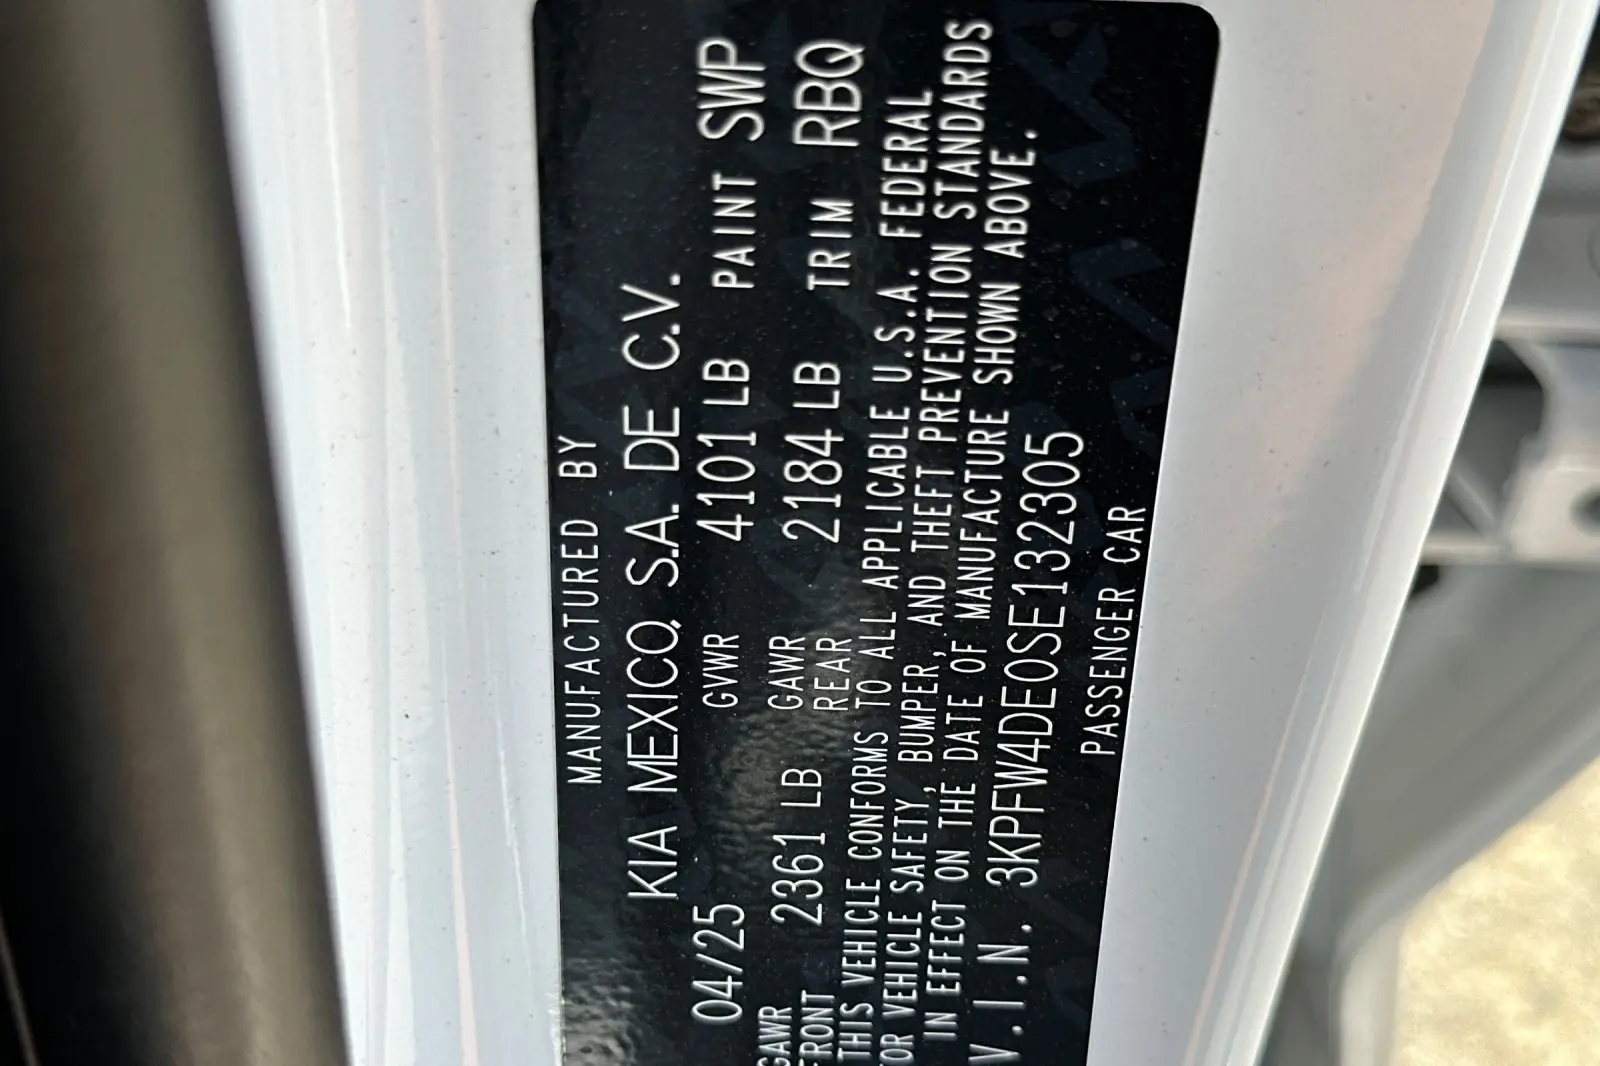 MANUFACTURED BY
KIA MEXICO, S.A. DE C.V.
04/25 GVWR 4101 LB PAINT SWP
GAWR FRONT 2361 LB GAWR REAR 2184 LB TRIM RBQ
THIS VEHICLE CONFORMS TO ALL APPLICABLE U.S.A. FEDERAL
VEHICLE SAFETY, BUMPER, AND THEFT PREVENTION STANDARDS
IN EFFECT ON THE DATE OF MANUFACTURE SHOWN ABOVE.
V.I.N. 3KPFW4DE0SE132305
PASSENGER CAR